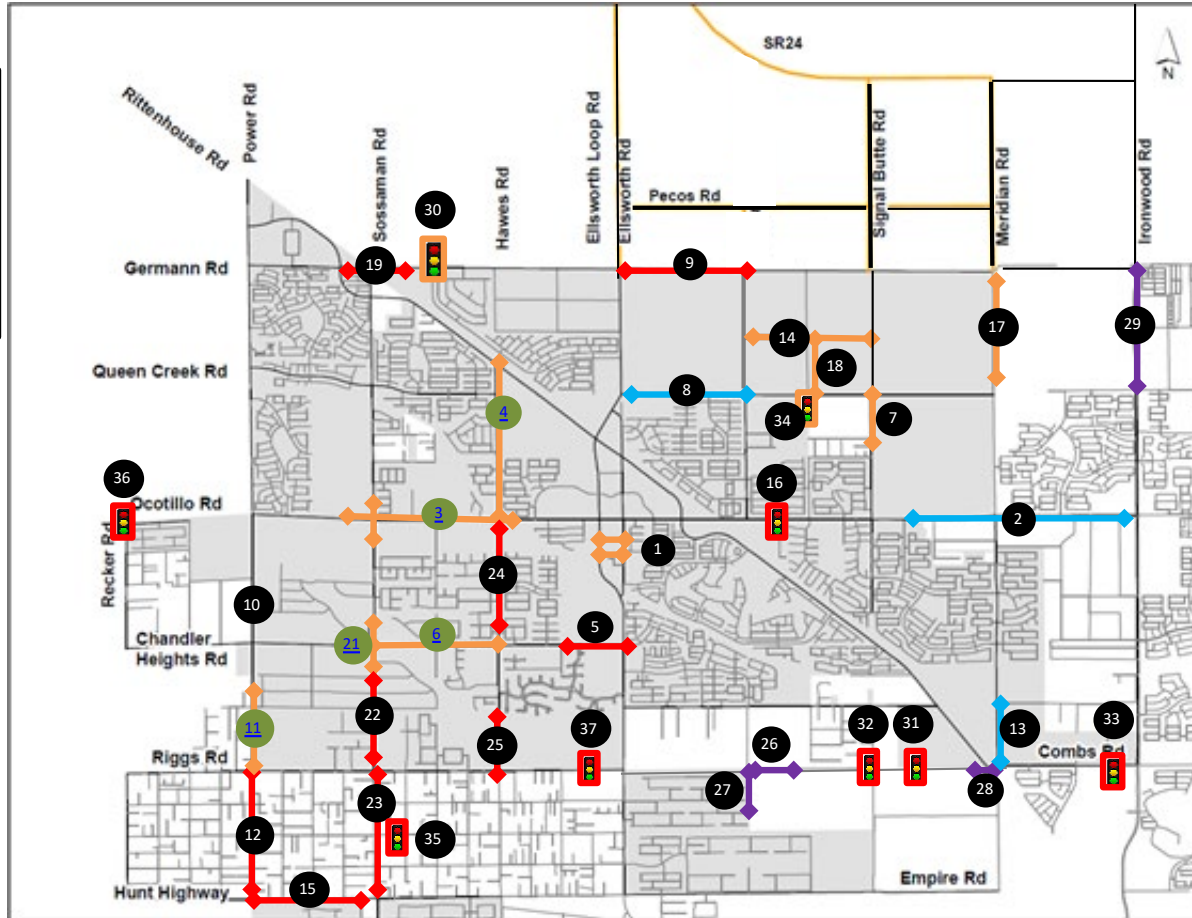 SR24
N
Rittenhouse Rd
Power Rd
Sossaman Rd
Hawes Rd
Ellsworth Loop Rd
Ellsworth Rd
Signal Butte Rd
Meridian Rd
Ironwood Rd
Pecos Rd
30
Germann Rd
19
9
17
29
14
18
Queen Creek Rd
8
4
34
7
36
Ocotillo Rd
3
16
2
Recker Rd
24
1
10
Chandler
Heights Rd
21
6
5
11
22
25
37
26
32
31
13
33
Riggs Rd
Combs Rd
27
28
23
12
35
15
Hunt Highway
Empire Rd